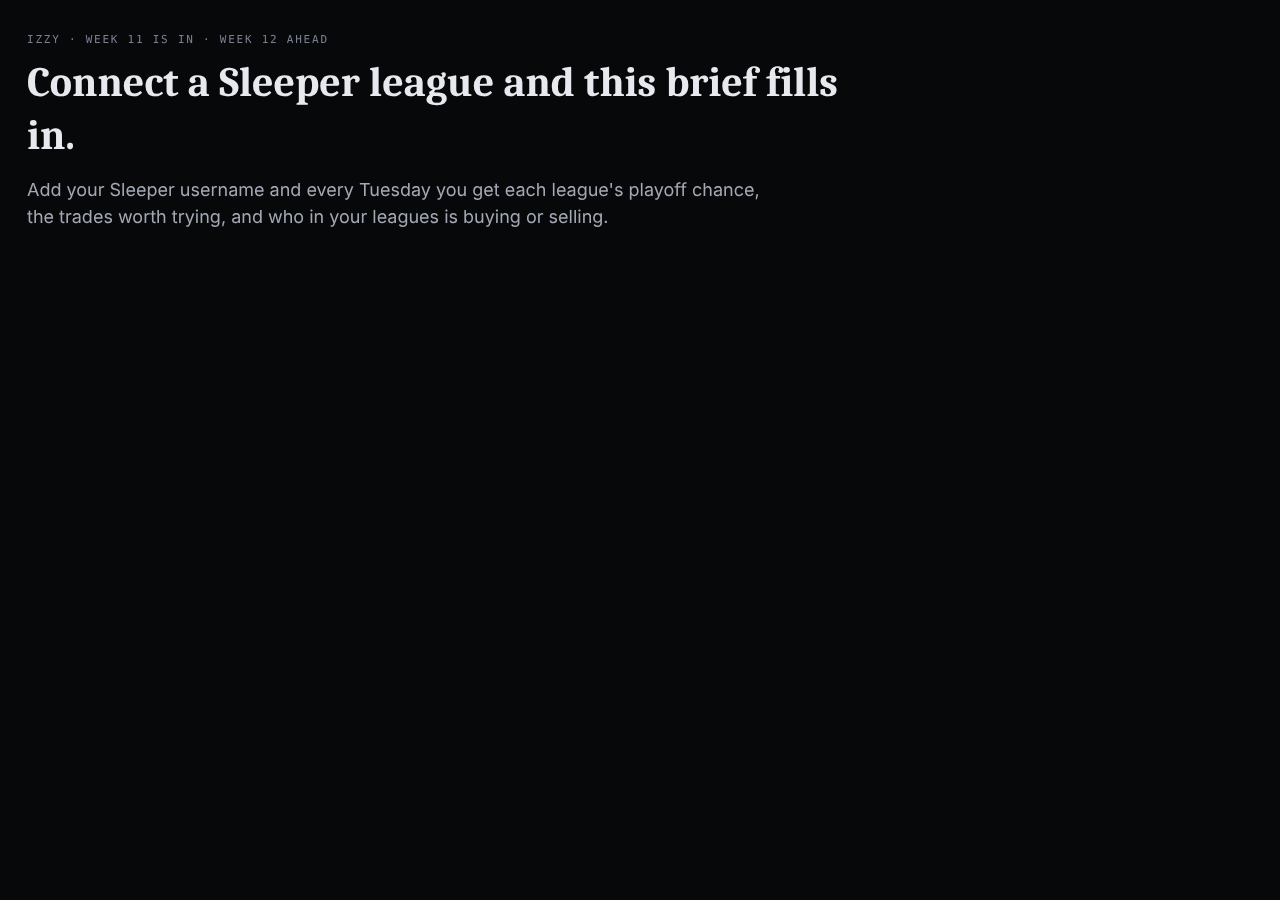 IZZY · WEEK 11 IS IN · WEEK 12 AHEAD
Connect a Sleeper league and this brief fills
in.
Add your Sleeper username and every Tuesday you get each league's playoff chance,
the trades worth trying, and who in your leagues is buying or selling.